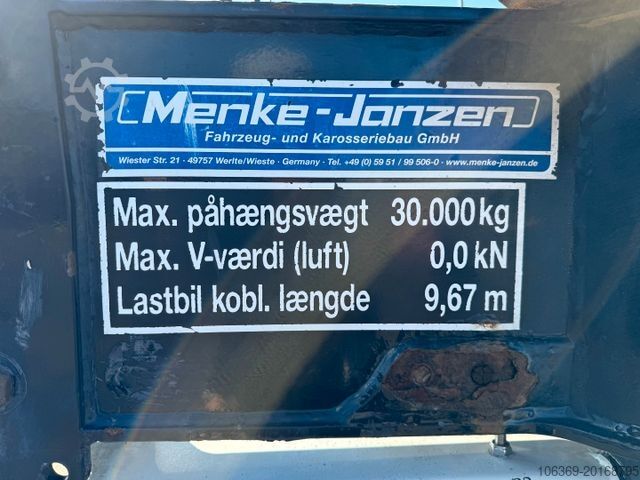 Menke-Janzen
Fahrzeug- und Karosseriebau GmbH
Wiester Str. 21 · 49757 Werlte/Wieste · Germany · Tel. +49 (0) 59 51 / 99 506-0 · www.menke-janzen.de
Max. påhængsvægt 30.000 kg
Max. V-værdi (luft) 0,0 kN
Lastbil kobl. længde 9,67 m
106369-20168795